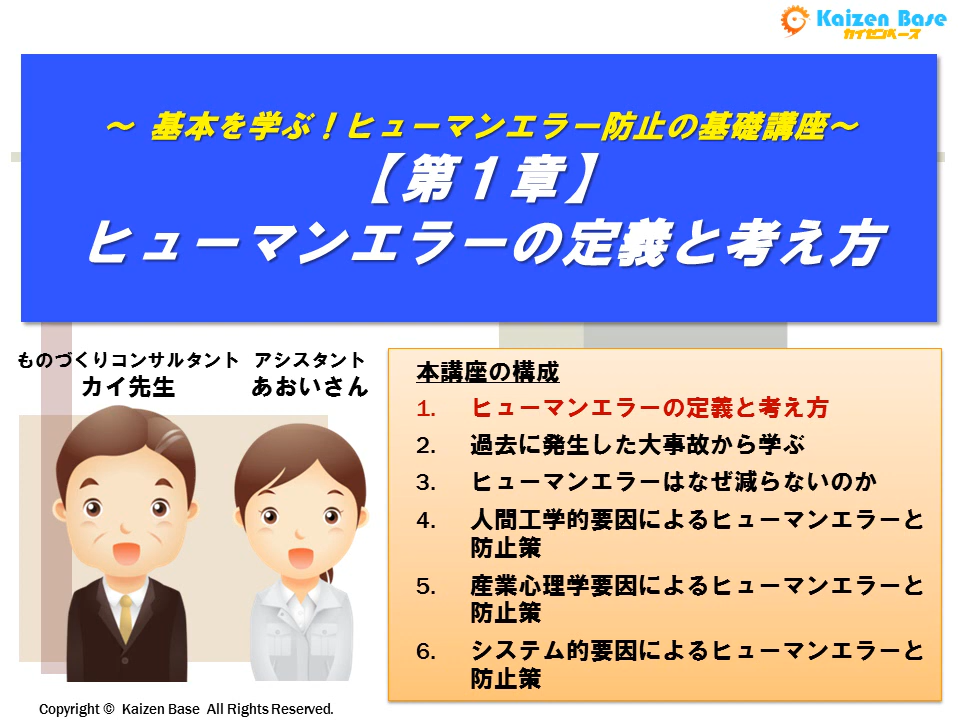 Kaizen Base
カイゼンベース
～ 基本を学ぶ！ヒューマンエラー防止の基礎講座～
【第１章】
ヒューマンエラーの定義と考え方
ものづくりコンサルタント
カイ先生
アシスタント
あおいさん
本講座の構成
1. ヒューマンエラーの定義と考え方
2. 過去に発生した大事故から学ぶ
3. ヒューマンエラーはなぜ減らないのか
4. 人間工学的要因によるヒューマンエラーと
防止策
5. 産業心理学要因によるヒューマンエラーと
防止策
6. システム的要因によるヒューマンエラーと
防止策
Copyright © Kaizen Base All Rights Reserved.